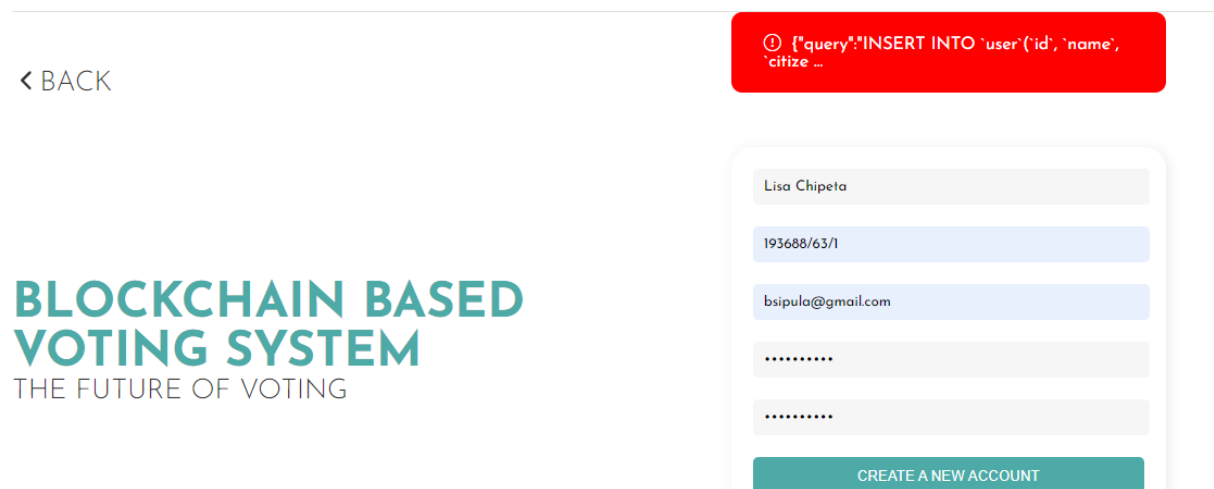 {"query":"INSERT INTO `user`(`id`, `name`,
`citize ...
BACK
Lisa Chipeta
193688/63/1
bsipula@gmail.com
••••••••••
••••••••••
BLOCKCHAIN BASED
VOTING SYSTEM
THE FUTURE OF VOTING
CREATE A NEW ACCOUNT